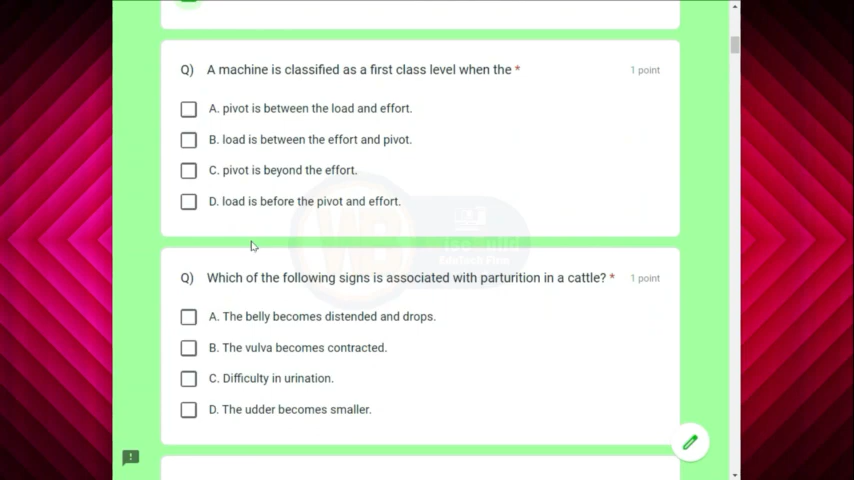 Q) A machine is classified as a first class level when the * 1 point
A. pivot is between the load and effort.
B. load is between the effort and pivot.
C. pivot is beyond the effort.
D. load is before the pivot and effort.
EduTech Firm
Q) Which of the following signs is associated with parturition in a cattle? * 1 point
A. The belly becomes distended and drops.
B. The vulva becomes contracted.
C. Difficulty in urination.
D. The udder becomes smaller.